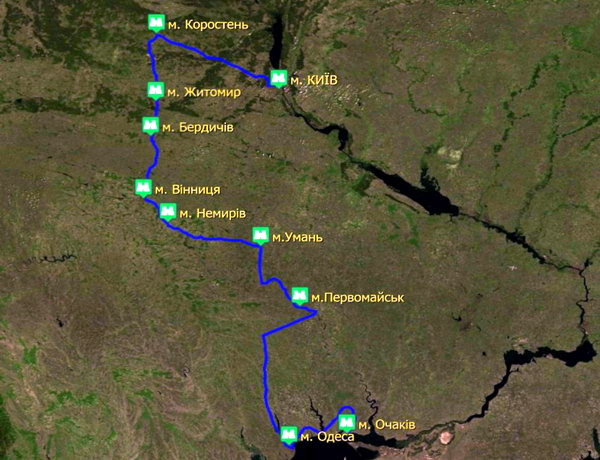 м. Коростень
м. КИЇВ
м. Житомир
м. Бердичів
м. Вінниця
м. Немирів
м.Умань
м.Первомайськ
м. Очаків
м. Одеса